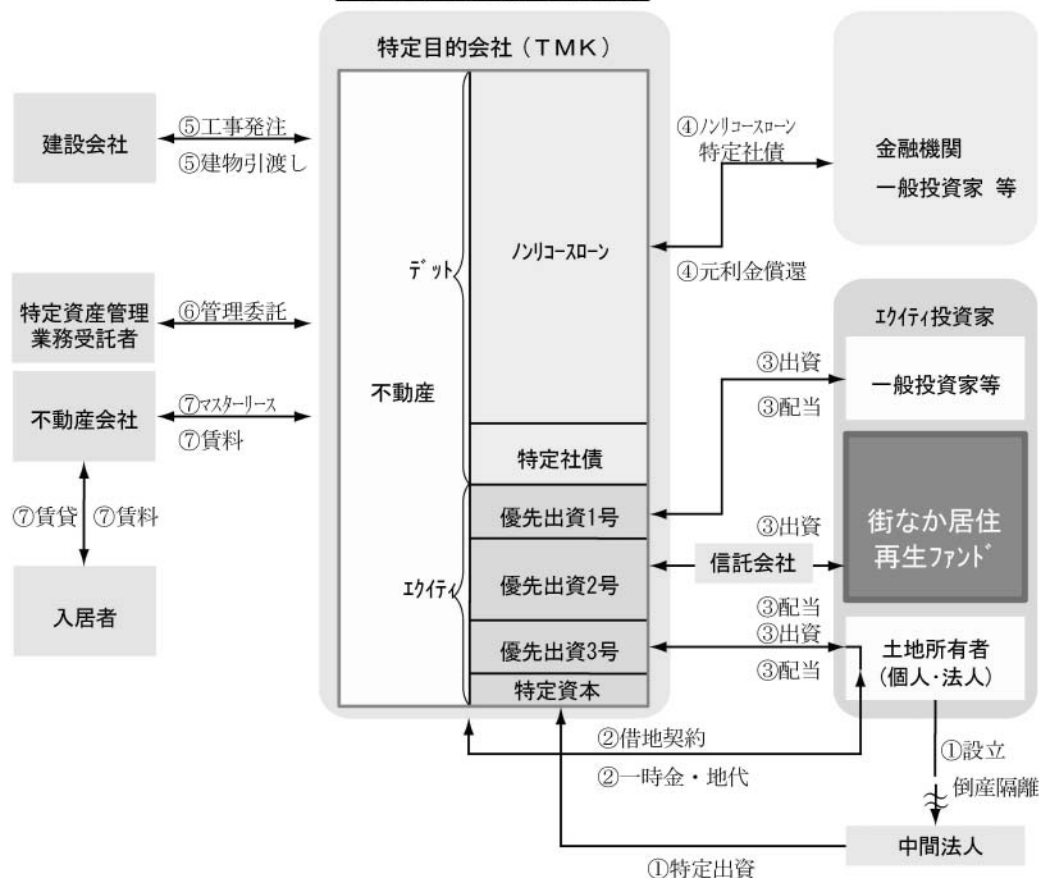 特定目的会社(TMK)
建設会社
⑤工事発注
⑤建物引渡し
特定資産管理
業務受託者
⑥管理委託
不動産会社
⑦マスターリース
⑦賃料
⑦賃貸
⑦賃料
入居者
不動産
デット
エクイティ
ノンリコースローン
特定社債
優先出資1号
優先出資2号
優先出資3号
特定資本
④ノンリコースローン
特定社債
④元利金償還
金融機関
一般投資家 等
エクイティ投資家
③出資
③配当
一般投資家等
③出資
信託会社
③配当
街なか居住
再生ファンド
③出資
③配当
土地所有者
(個人・法人)
②借地契約
②一時金・地代
①設立
倒産隔離
中間法人
①特定出資